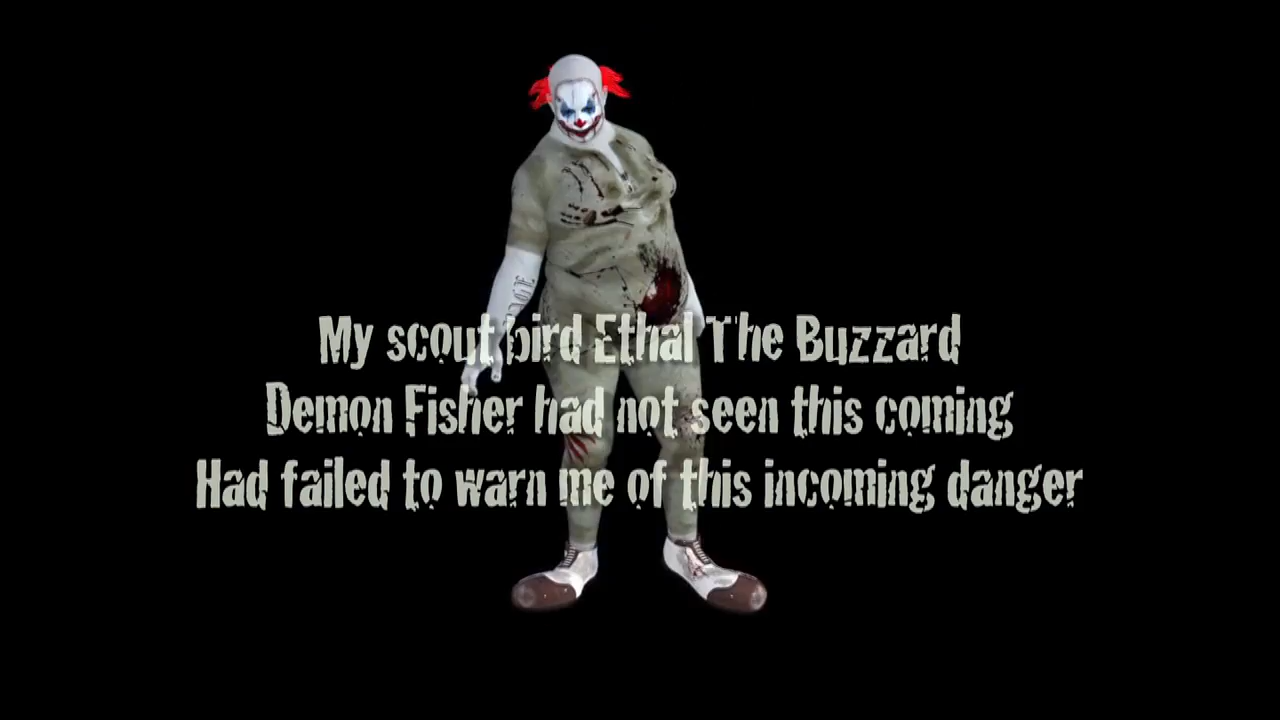 My scout bird Ethal The Buzzard
Demon Fisher had not seen this coming
Had failed to warn me of this incoming danger